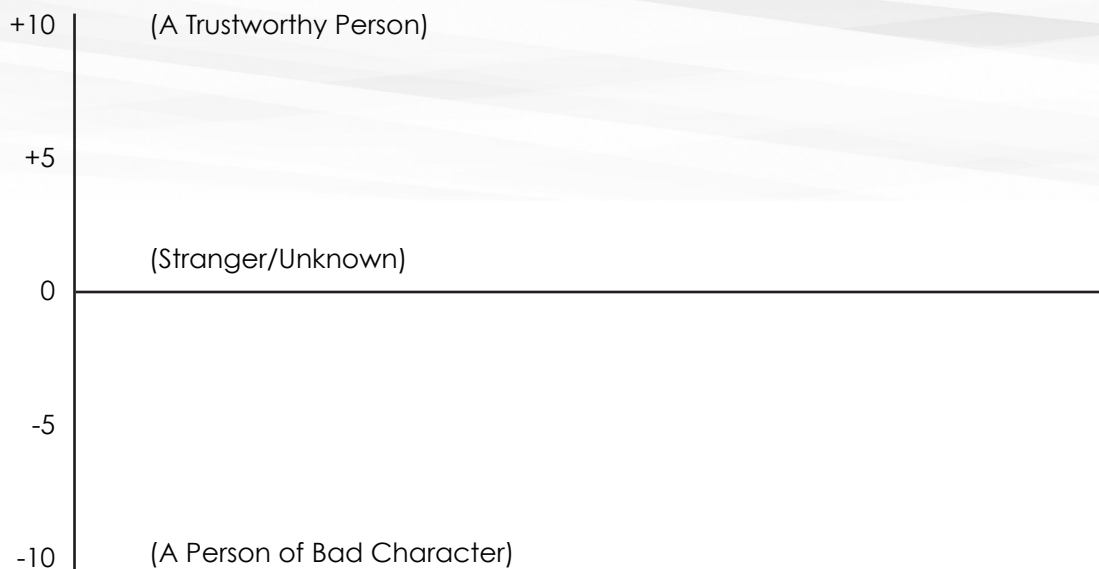 +10 (A Trustworthy Person)
+5
(Stranger/Unknown)
0
-5
-10 (A Person of Bad Character)